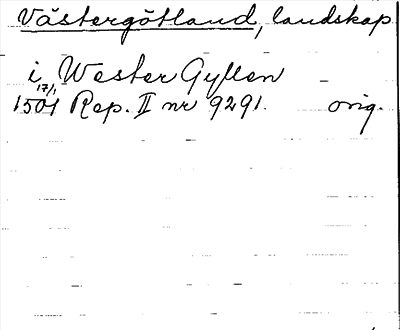 Västergötland, landskap
i Wester Gyllen
17/1
1501 Rep. II nr 9291. orig.